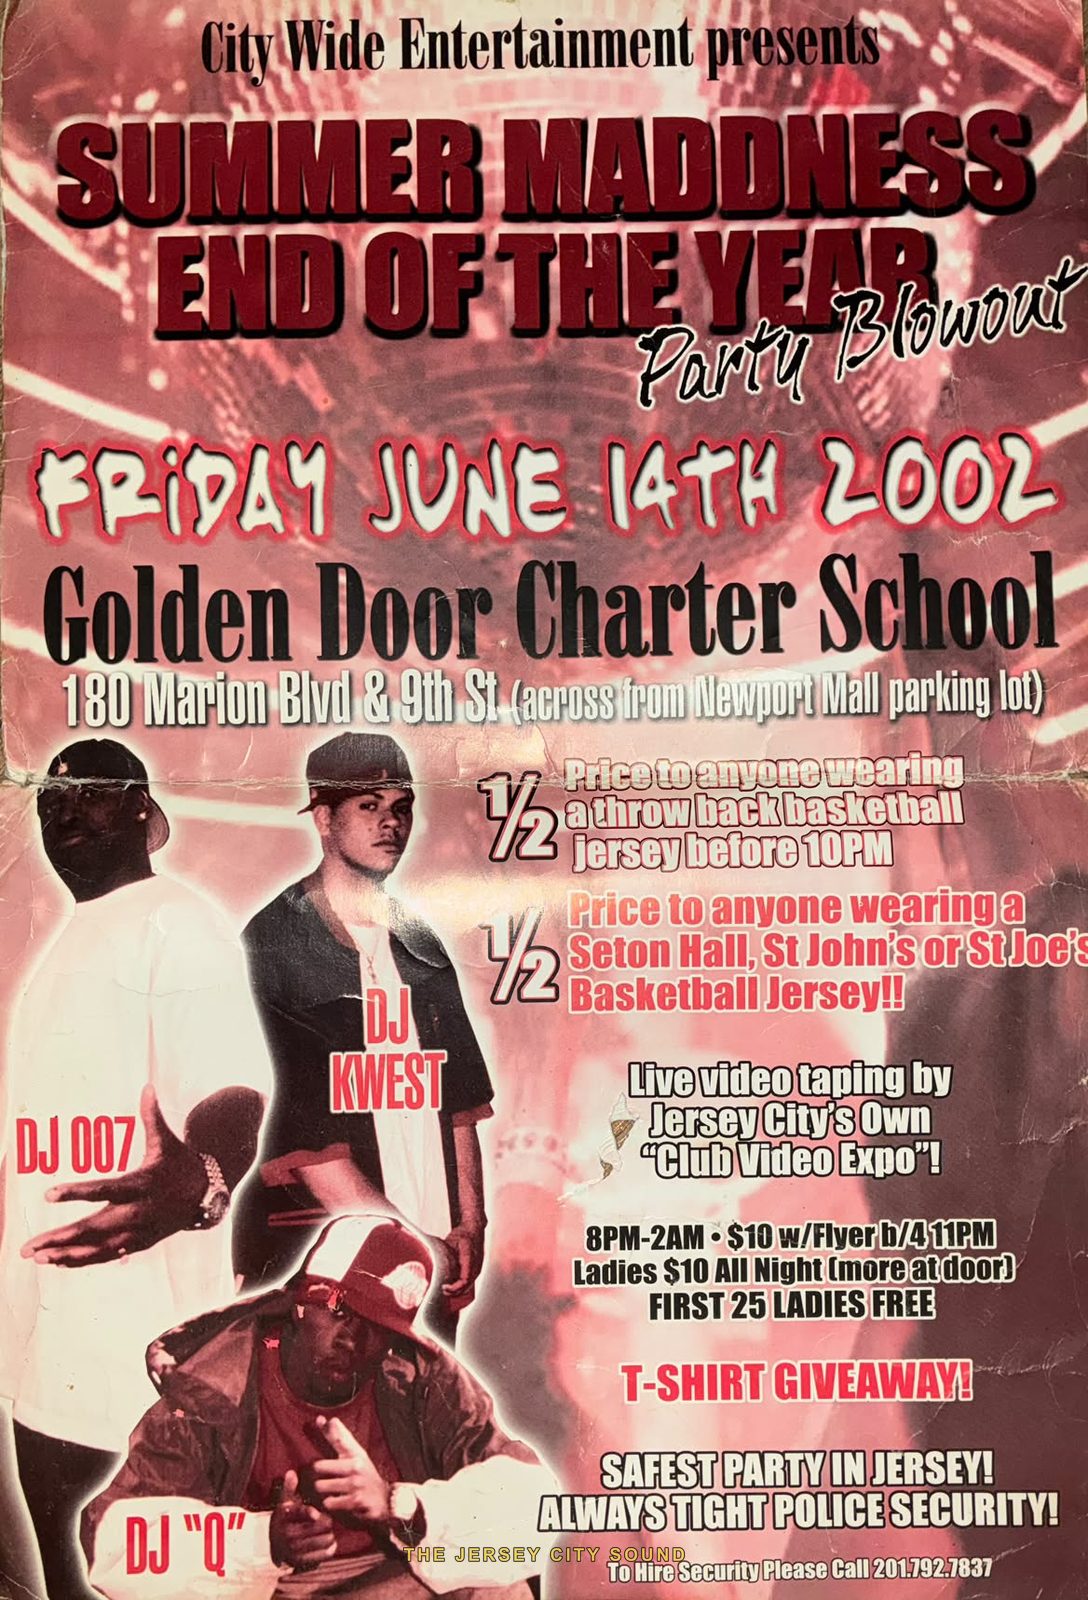 City Wide Entertainment presents
SUMMER MADDNESS
END OF THE YEAR
Party Blowout
FRIDAY JUNE 14TH 2002
Golden Door Charter School
180 Marion Blvd & 9th St (across from Newport Mall parking lot)
1/2 Price to anyone wearing
a throw back basketball
jersey before 10PM
1/2 Price to anyone wearing a
Seton Hall, St John's or St Joe's
Basketball Jersey!!
DJ
KWEST
DJ 007
Live video taping by
Jersey City's Own
"Club Video Expo"!
8PM-2AM • $10 w/Flyer b/4 11PM
Ladies $10 All Night (more at door)
FIRST 25 LADIES FREE
T-SHIRT GIVEAWAY!
SAFEST PARTY IN JERSEY!
ALWAYS TIGHT POLICE SECURITY!
DJ "Q"
THE JERSEY CITY SOUND
To Hire Security Please Call 201.792.7837